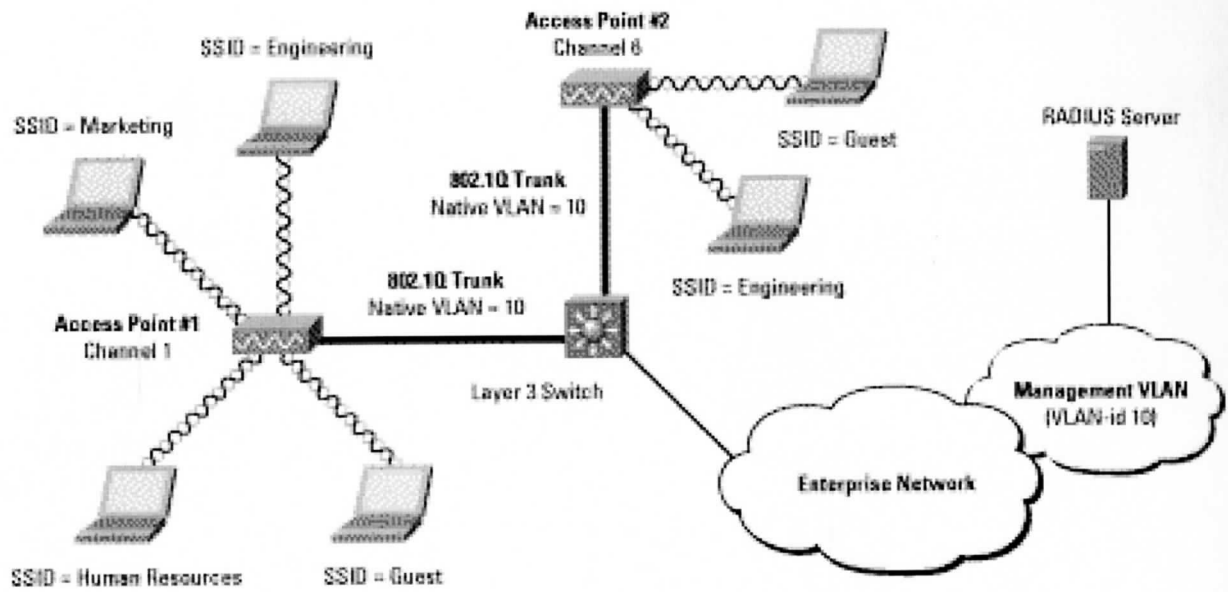 Access Point #2
Channel 6
SSID = Engineering
SSID = Marketing
RADIUS Server
SSID = Guest
802.1Q Trunk
Native VLAN = 10
SSID = Engineering
802.1Q Trunk
Native VLAN = 10
Access Point #1
Channel 1
Layer 3 Switch
Management VLAN
(VLAN-id 10)
Enterprise Network
SSID = Human Resources
SSID = Guest